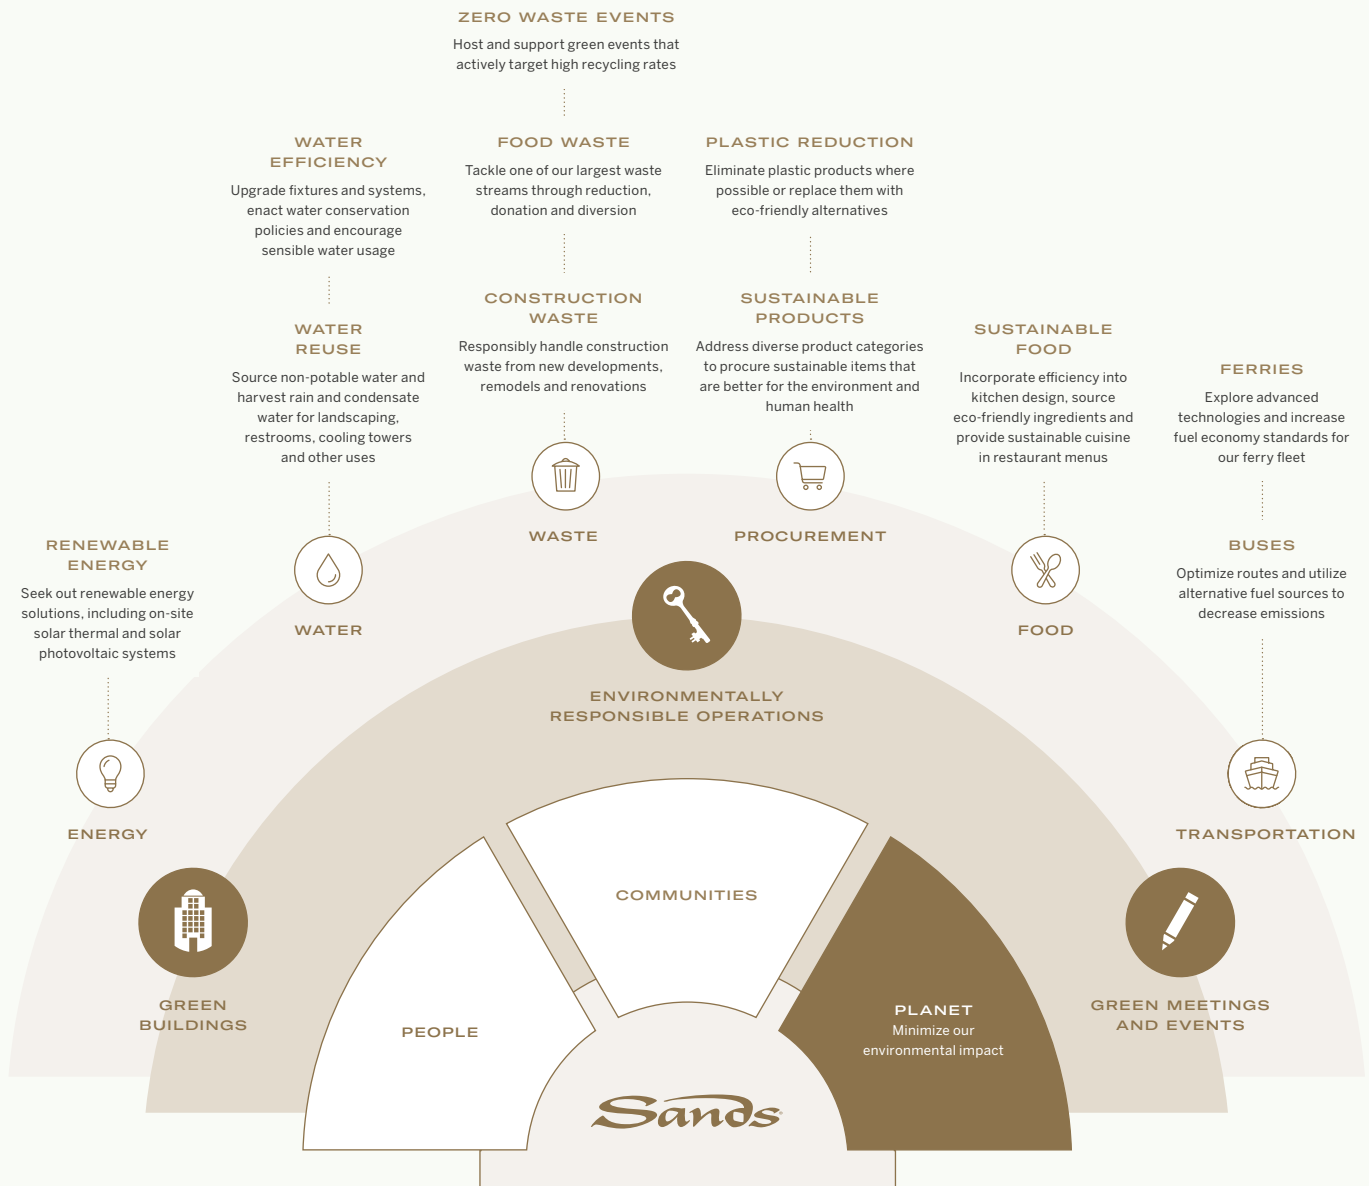 ZERO WASTE EVENTS
Host and support green events that
actively target high recycling rates
WATER
EFFICIENCY
Upgrade fixtures and systems,
enact water conservation
policies and encourage
sensible water usage
FOOD WASTE
Tackle one of our largest waste
streams through reduction,
donation and diversion
PLASTIC REDUCTION
Eliminate plastic products where
possible or replace them with
eco-friendly alternatives
WATER
REUSE
Source non-potable water and
harvest rain and condensate
water for landscaping,
restrooms, cooling towers
and other uses
CONSTRUCTION
WASTE
Responsibly handle construction
waste from new developments,
remodels and renovations
SUSTAINABLE
PRODUCTS
Address diverse product categories
to procure sustainable items that
are better for the environment and
human health
SUSTAINABLE
FOOD
Incorporate efficiency into
kitchen design, source
eco-friendly ingredients and
provide sustainable cuisine
in restaurant menus
FERRIES
Explore advanced
technologies and increase
fuel economy standards for
our ferry fleet
RENEWABLE
ENERGY
Seek out renewable energy
solutions, including on-site
solar thermal and solar
photovoltaic systems
BUSES
Optimize routes and utilize
alternative fuel sources to
decrease emissions
WASTE
PROCUREMENT
WATER
FOOD
ENERGY
TRANSPORTATION
ENVIRONMENTALLY
RESPONSIBLE OPERATIONS
GREEN
BUILDINGS
GREEN MEETINGS
AND EVENTS
COMMUNITIES
PEOPLE
PLANET
Minimize our
environmental impact
Sands